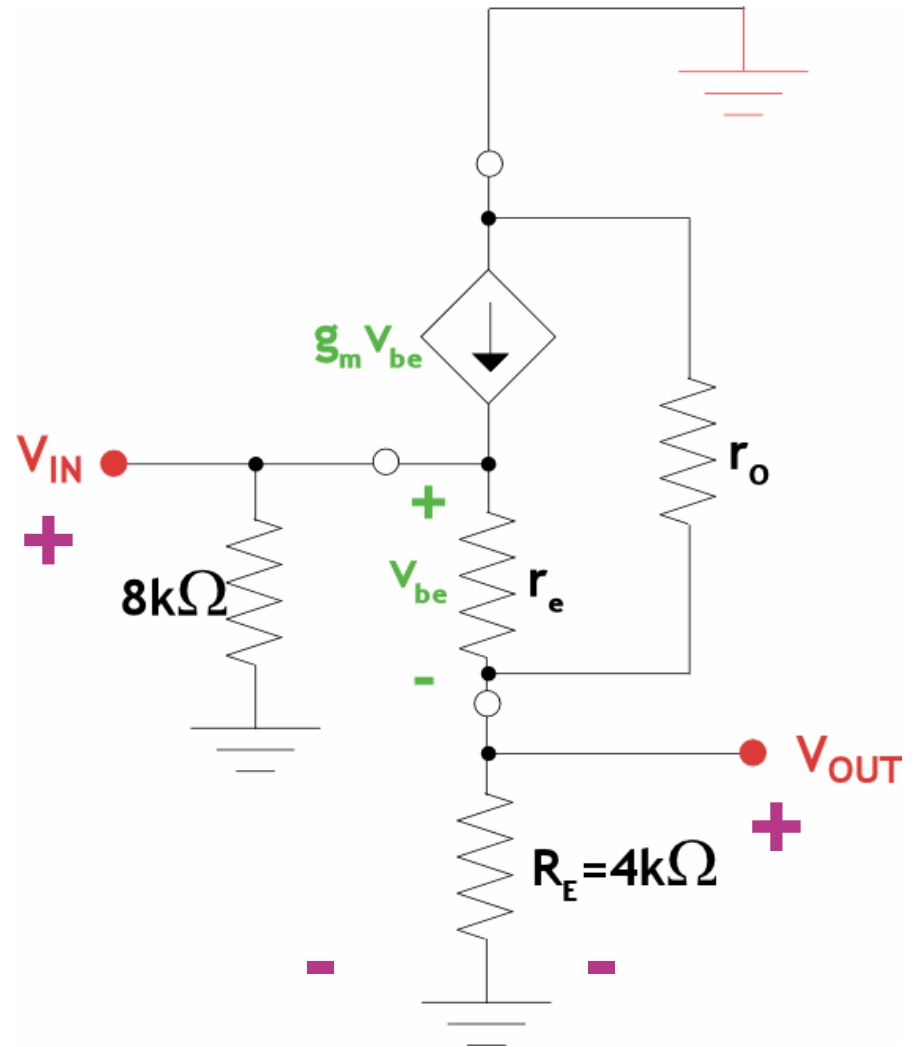 gmvbe
VIN
+
+
vbe
-
re
ro
8kΩ
VOUT
+
RE=4kΩ
-
-